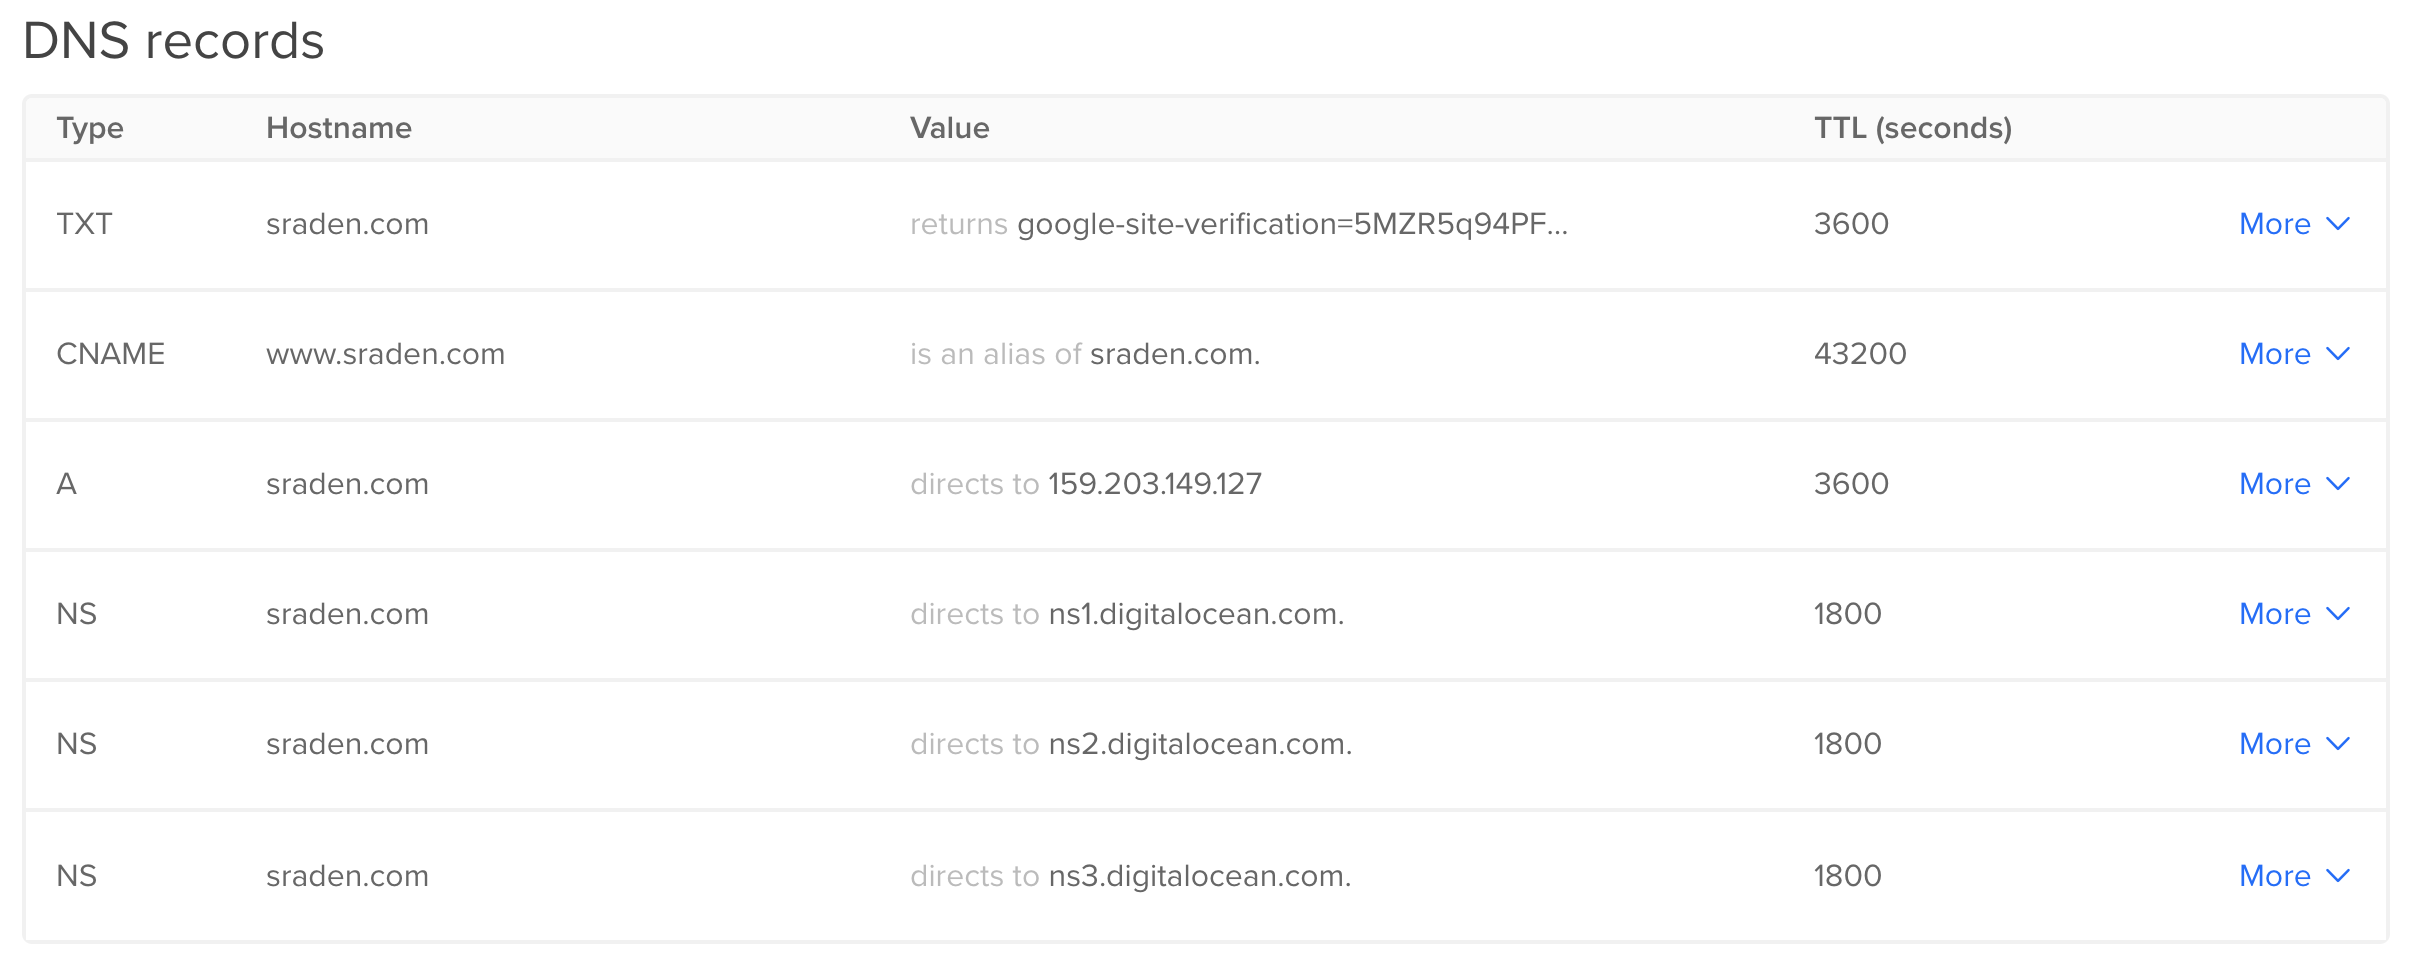 DNS records
Type Hostname Value TTL (seconds)
TXT sraden.com returns google-site-verification=5MZR5q94PF... 3600 More
CNAME www.sraden.com is an alias of sraden.com. 43200 More
A sraden.com directs to 159.203.149.127 3600 More
NS sraden.com directs to ns1.digitalocean.com. 1800 More
NS sraden.com directs to ns2.digitalocean.com. 1800 More
NS sraden.com directs to ns3.digitalocean.com. 1800 More